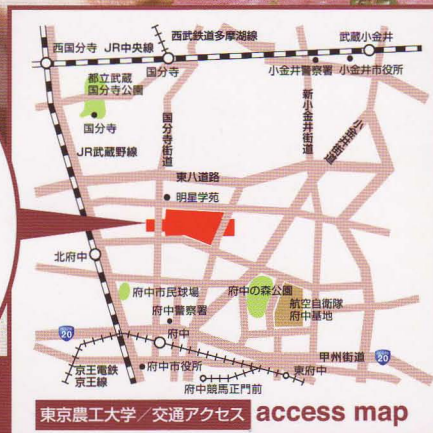 西武鉄道多摩湖線
西国分寺
JR中央線
国分寺
武蔵小金井
都立武蔵
国分寺公園
小金井警察署
小金井市役所
国分寺
国分寺街道
新小金井街道
小金井街道
JR武蔵野線
東八道路
明星学苑
北府中
府中市民球場
府中の森公園
航空自衛隊
府中基地
府中警察署
20
府中
甲州街道
20
京王電鉄
京王線
府中市役所
東府中
府中競馬正門前
東京農工大学/交通アクセス access map